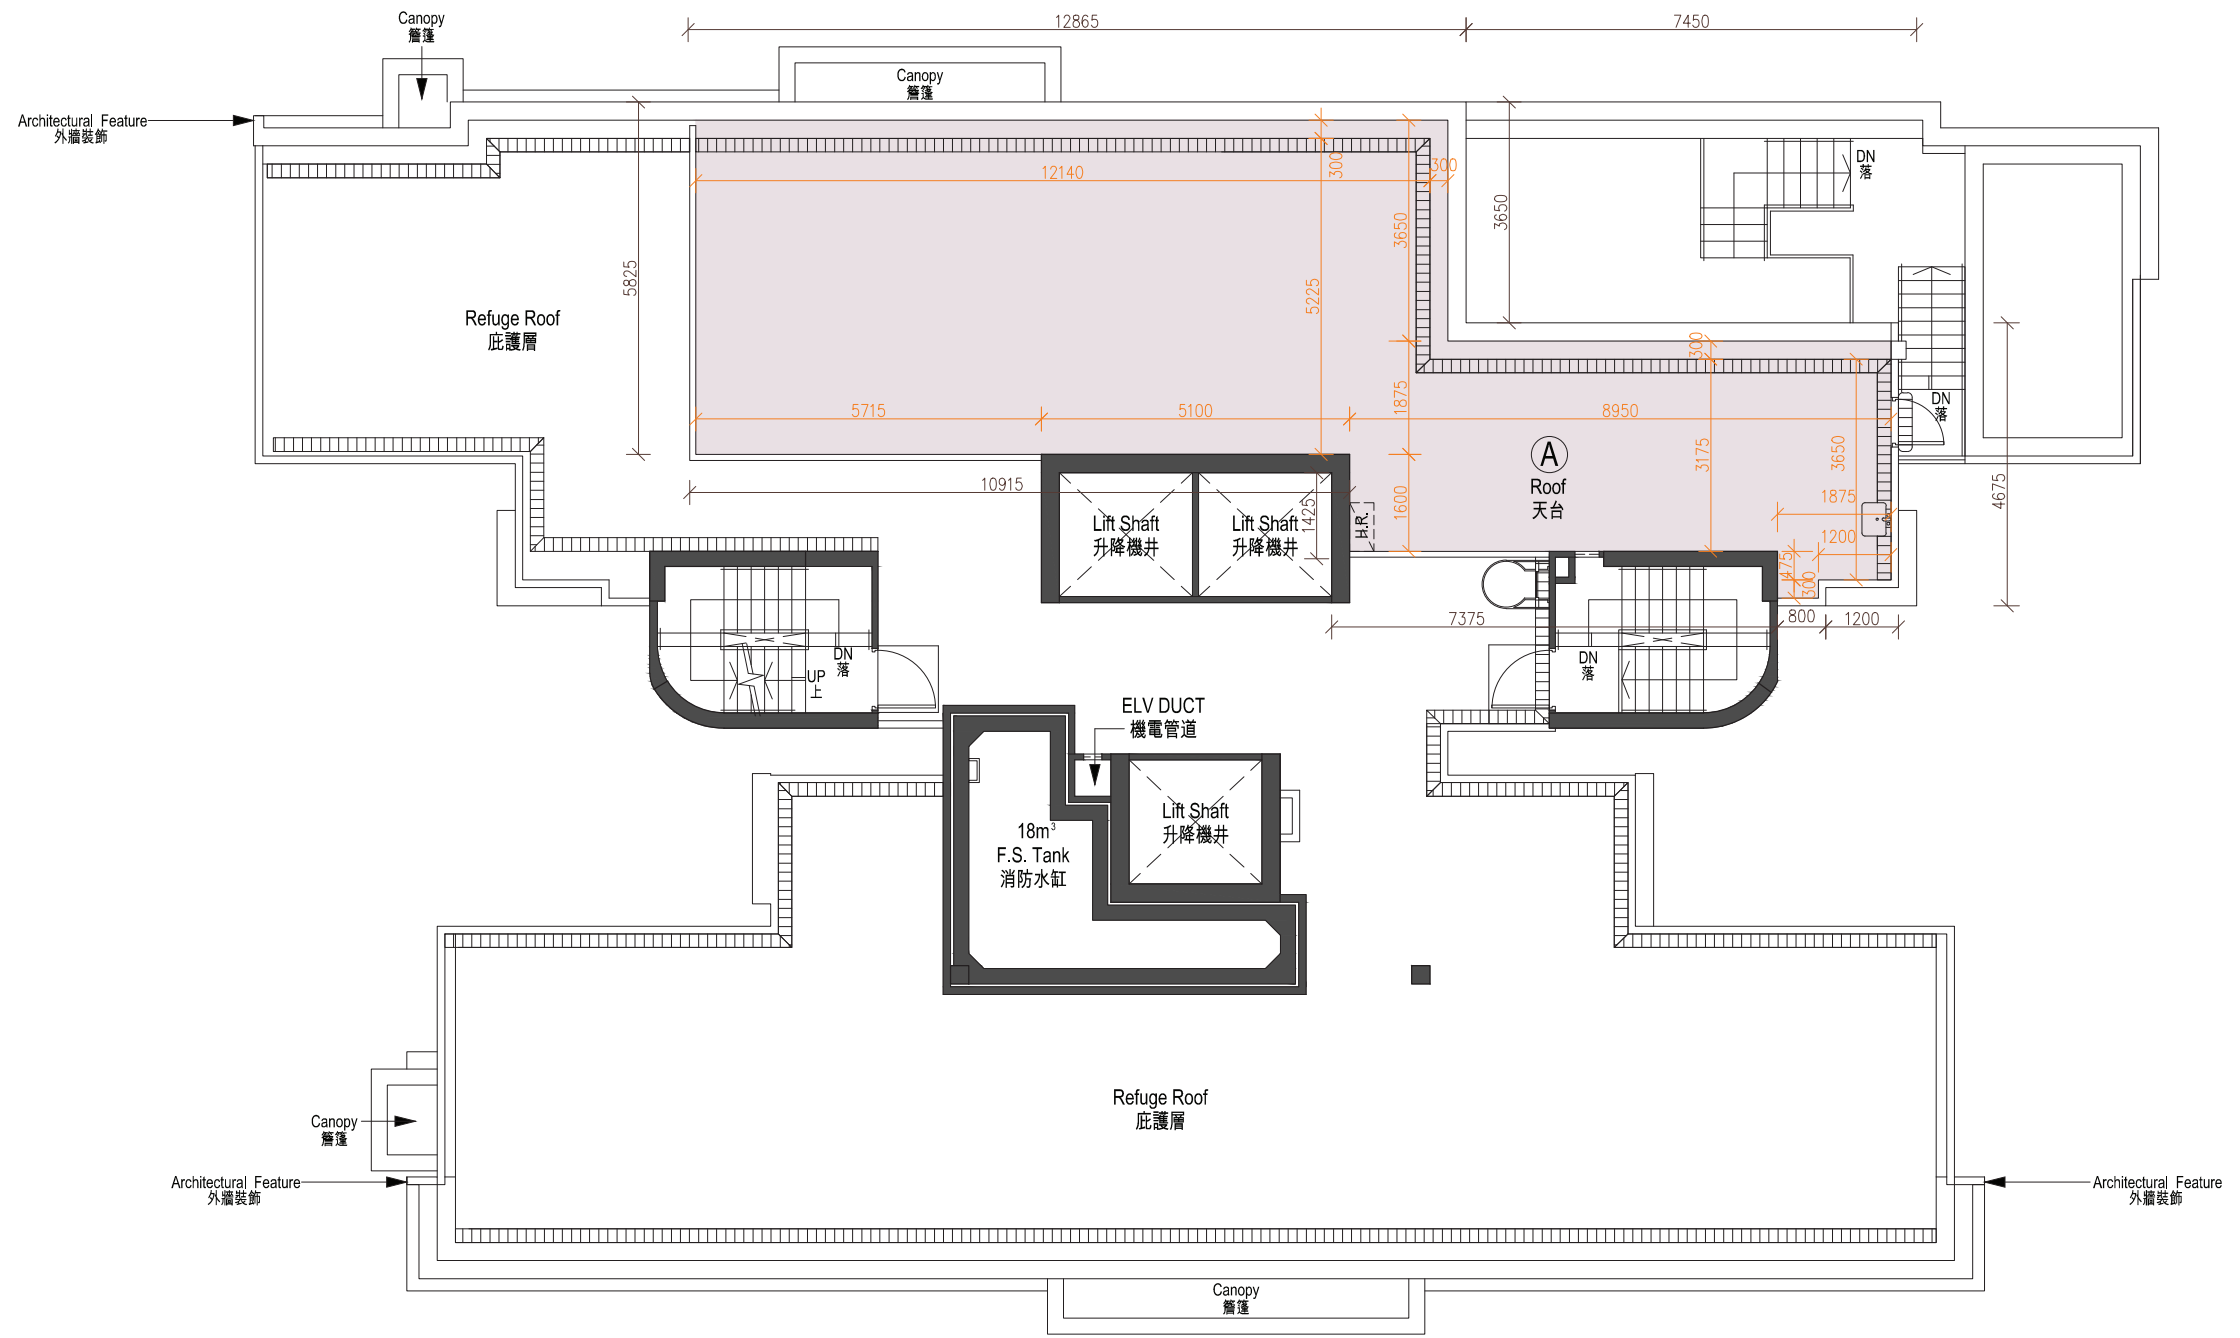 12865
7450
Canopy
簷篷
Canopy
簷篷
Architectural Feature
外牆裝飾
DN
落
300
300
12140
3650
3650
5825
5225
Refuge Roof
庇護層
300
DN
落
5715
5100
8950
1875
A
Roof
天台
3175
3650
4675
10915
1875
1425
1600
H.R.
Lift Shaft
升降機井
Lift Shaft
升降機井
1200
475
300
7375
800
1200
DN
落
UP
上
DN
落
ELV DUCT
機電管道
Lift Shaft
升降機井
18m³
F.S. Tank
消防水缸
Refuge Roof
庇護層
Canopy
簷篷
Architectural Feature
外牆裝飾
Architectural Feature
外牆裝飾
Canopy
簷篷